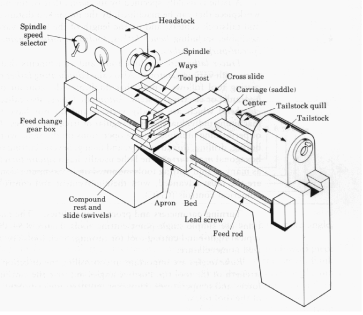 Headstock
Spindle
speed
selector
Spindle
Ways
Tool post
Cross slide
Carriage (saddle)
Center
Tailstock quill
Tailstock
Feed change
gear box
Compound
rest and
slide (swivels)
Apron
Bed
Lead screw
Feed rod